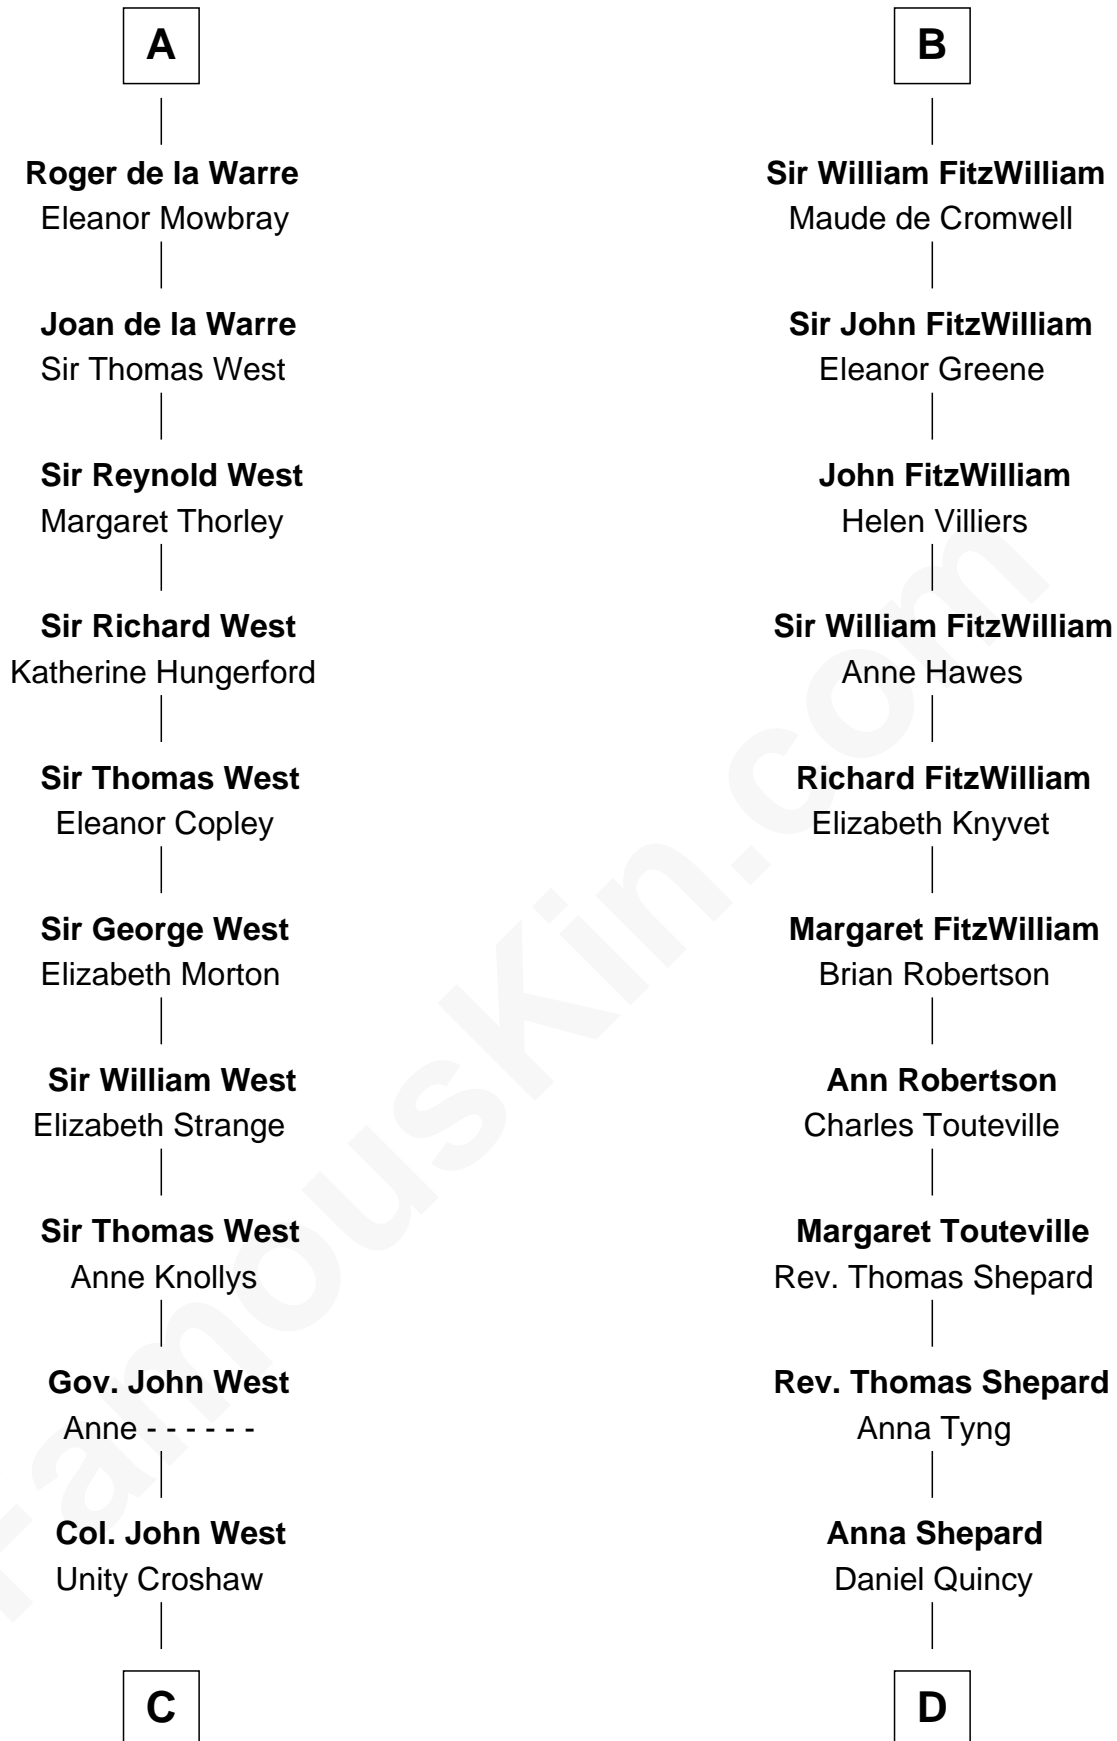 A
Roger de la Warre
Eleanor Mowbray
Joan de la Warre
Sir Thomas West
Sir Reynold West
Margaret Thorley
Sir Richard West
Katherine Hungerford
Sir Thomas West
Eleanor Copley
Sir George West
Elizabeth Morton
Sir William West
Elizabeth Strange
Sir Thomas West
Anne Knollys
Gov. John West
Anne - - - - - -
Col. John West
Unity Croshaw
C
B
Sir William FitzWilliam
Maude de Cromwell
Sir John FitzWilliam
Eleanor Greene
John FitzWilliam
Helen Villiers
Sir William FitzWilliam
Anne Hawes
Richard FitzWilliam
Elizabeth Knyvet
Margaret FitzWilliam
Brian Robertson
Ann Robertson
Charles Touteville
Margaret Touteville
Rev. Thomas Shepard
Rev. Thomas Shepard
Anna Tyng
Anna Shepard
Daniel Quincy
D
FamousKin.com